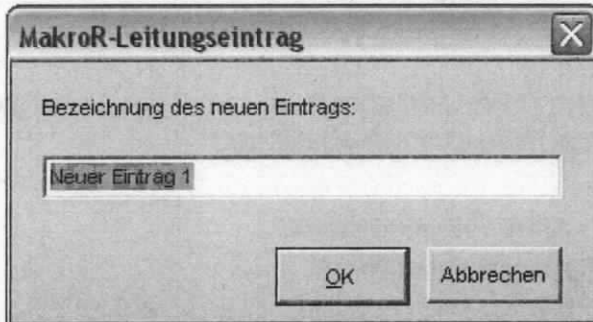 MakroR-Leitungseintrag
Bezeichnung des neuen Eintrags:
Neuer Eintrag 1
OK
Abbrechen